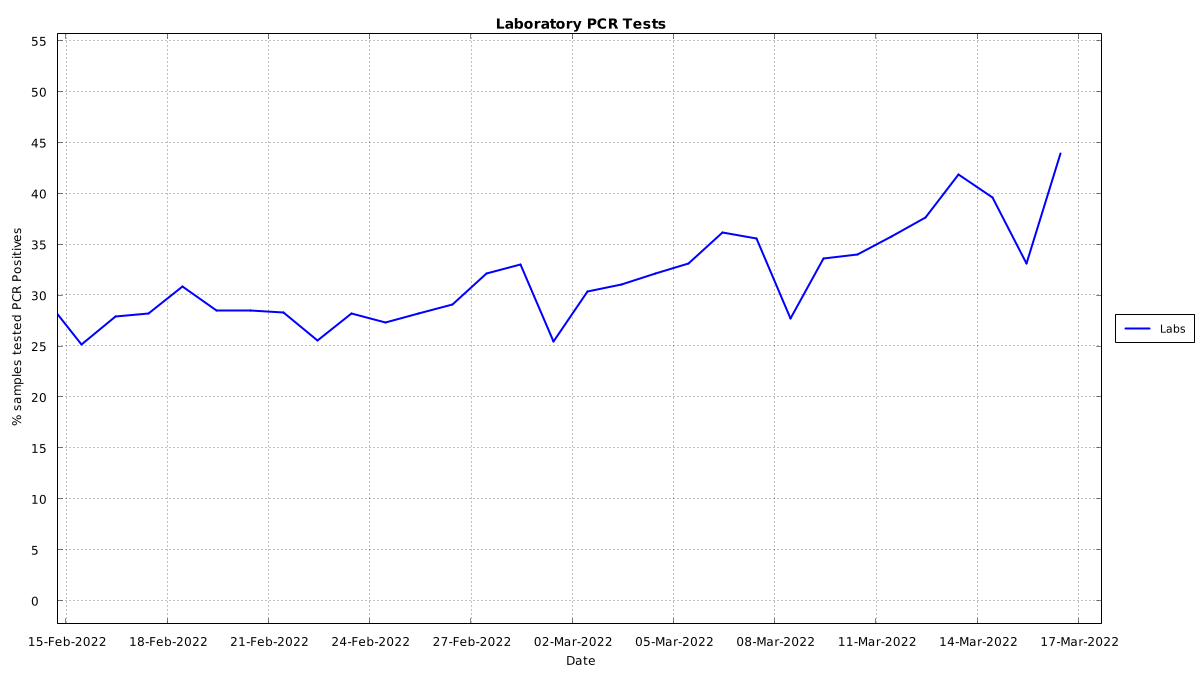 Laboratory PCR Tests
% samples tested PCR Positives
55
50
45
40
35
30
25
20
15
10
5
0
15-Feb-2022 18-Feb-2022 21-Feb-2022 24-Feb-2022 27-Feb-2022 02-Mar-2022 05-Mar-2022 08-Mar-2022 11-Mar-2022 14-Mar-2022 17-Mar-2022
Date
Labs